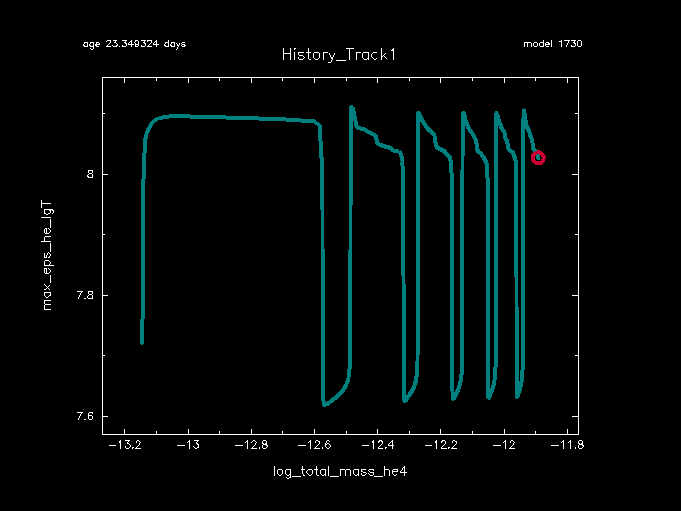 age 23.349324 days
model 1730
History_Track1
8
7.8
7.6
max_eps_he_lgT
-13.2
-13
-12.8
-12.6
-12.4
-12.2
-12
-11.8
log_total_mass_he4